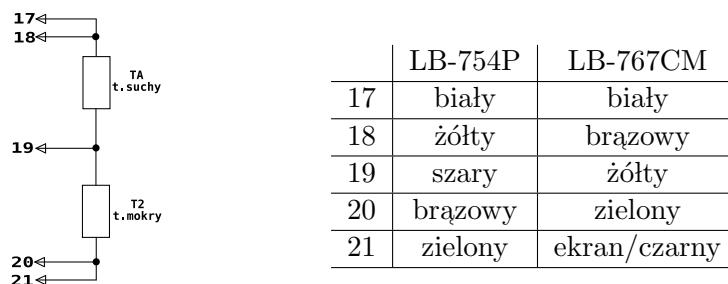 17
18
TA
t.suchy
19
T2
t.mokry
20
21
LB-754P LB-767CM
17 biały biały
18 żółty brązowy
19 szary żółty
20 brązowy zielony
21 zielony ekran/czarny